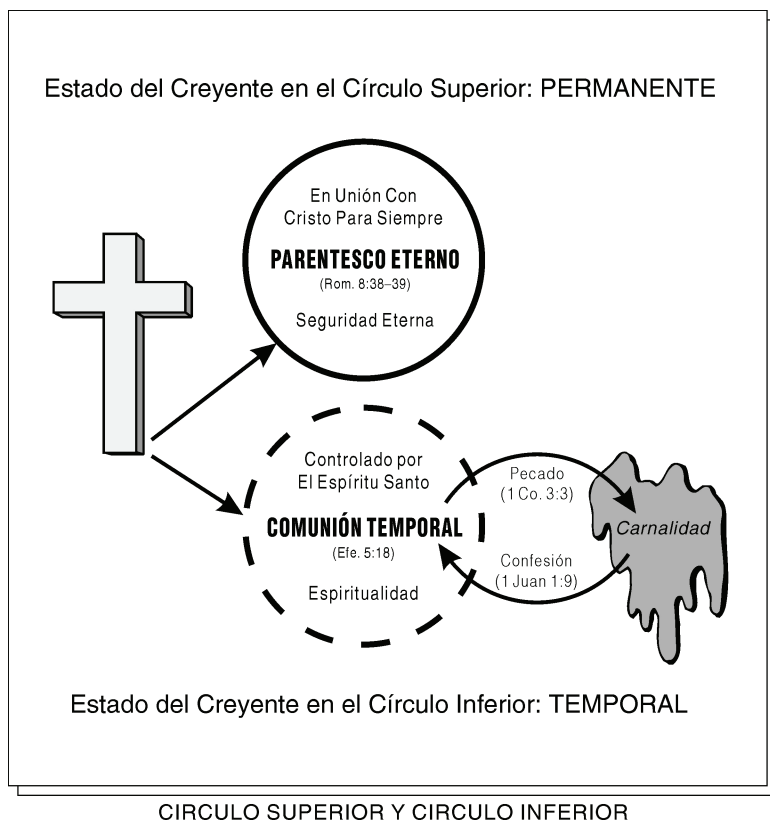 Estado del Creyente en el Círculo Superior: PERMANENTE
En Unión Con
Cristo Para Siempre
PARENTESCO ETERNO
(Rom. 8:38–39)
Seguridad Eterna
Controlado por
El Espíritu Santo
COMUNIÓN TEMPORAL
(Efe. 5:18)
Espiritualidad
Pecado
(1 Co. 3:3)
Carnalidad
Confesión
(1 Juan 1:9)
Estado del Creyente en el Círculo Inferior: TEMPORAL
CIRCULO SUPERIOR Y CIRCULO INFERIOR